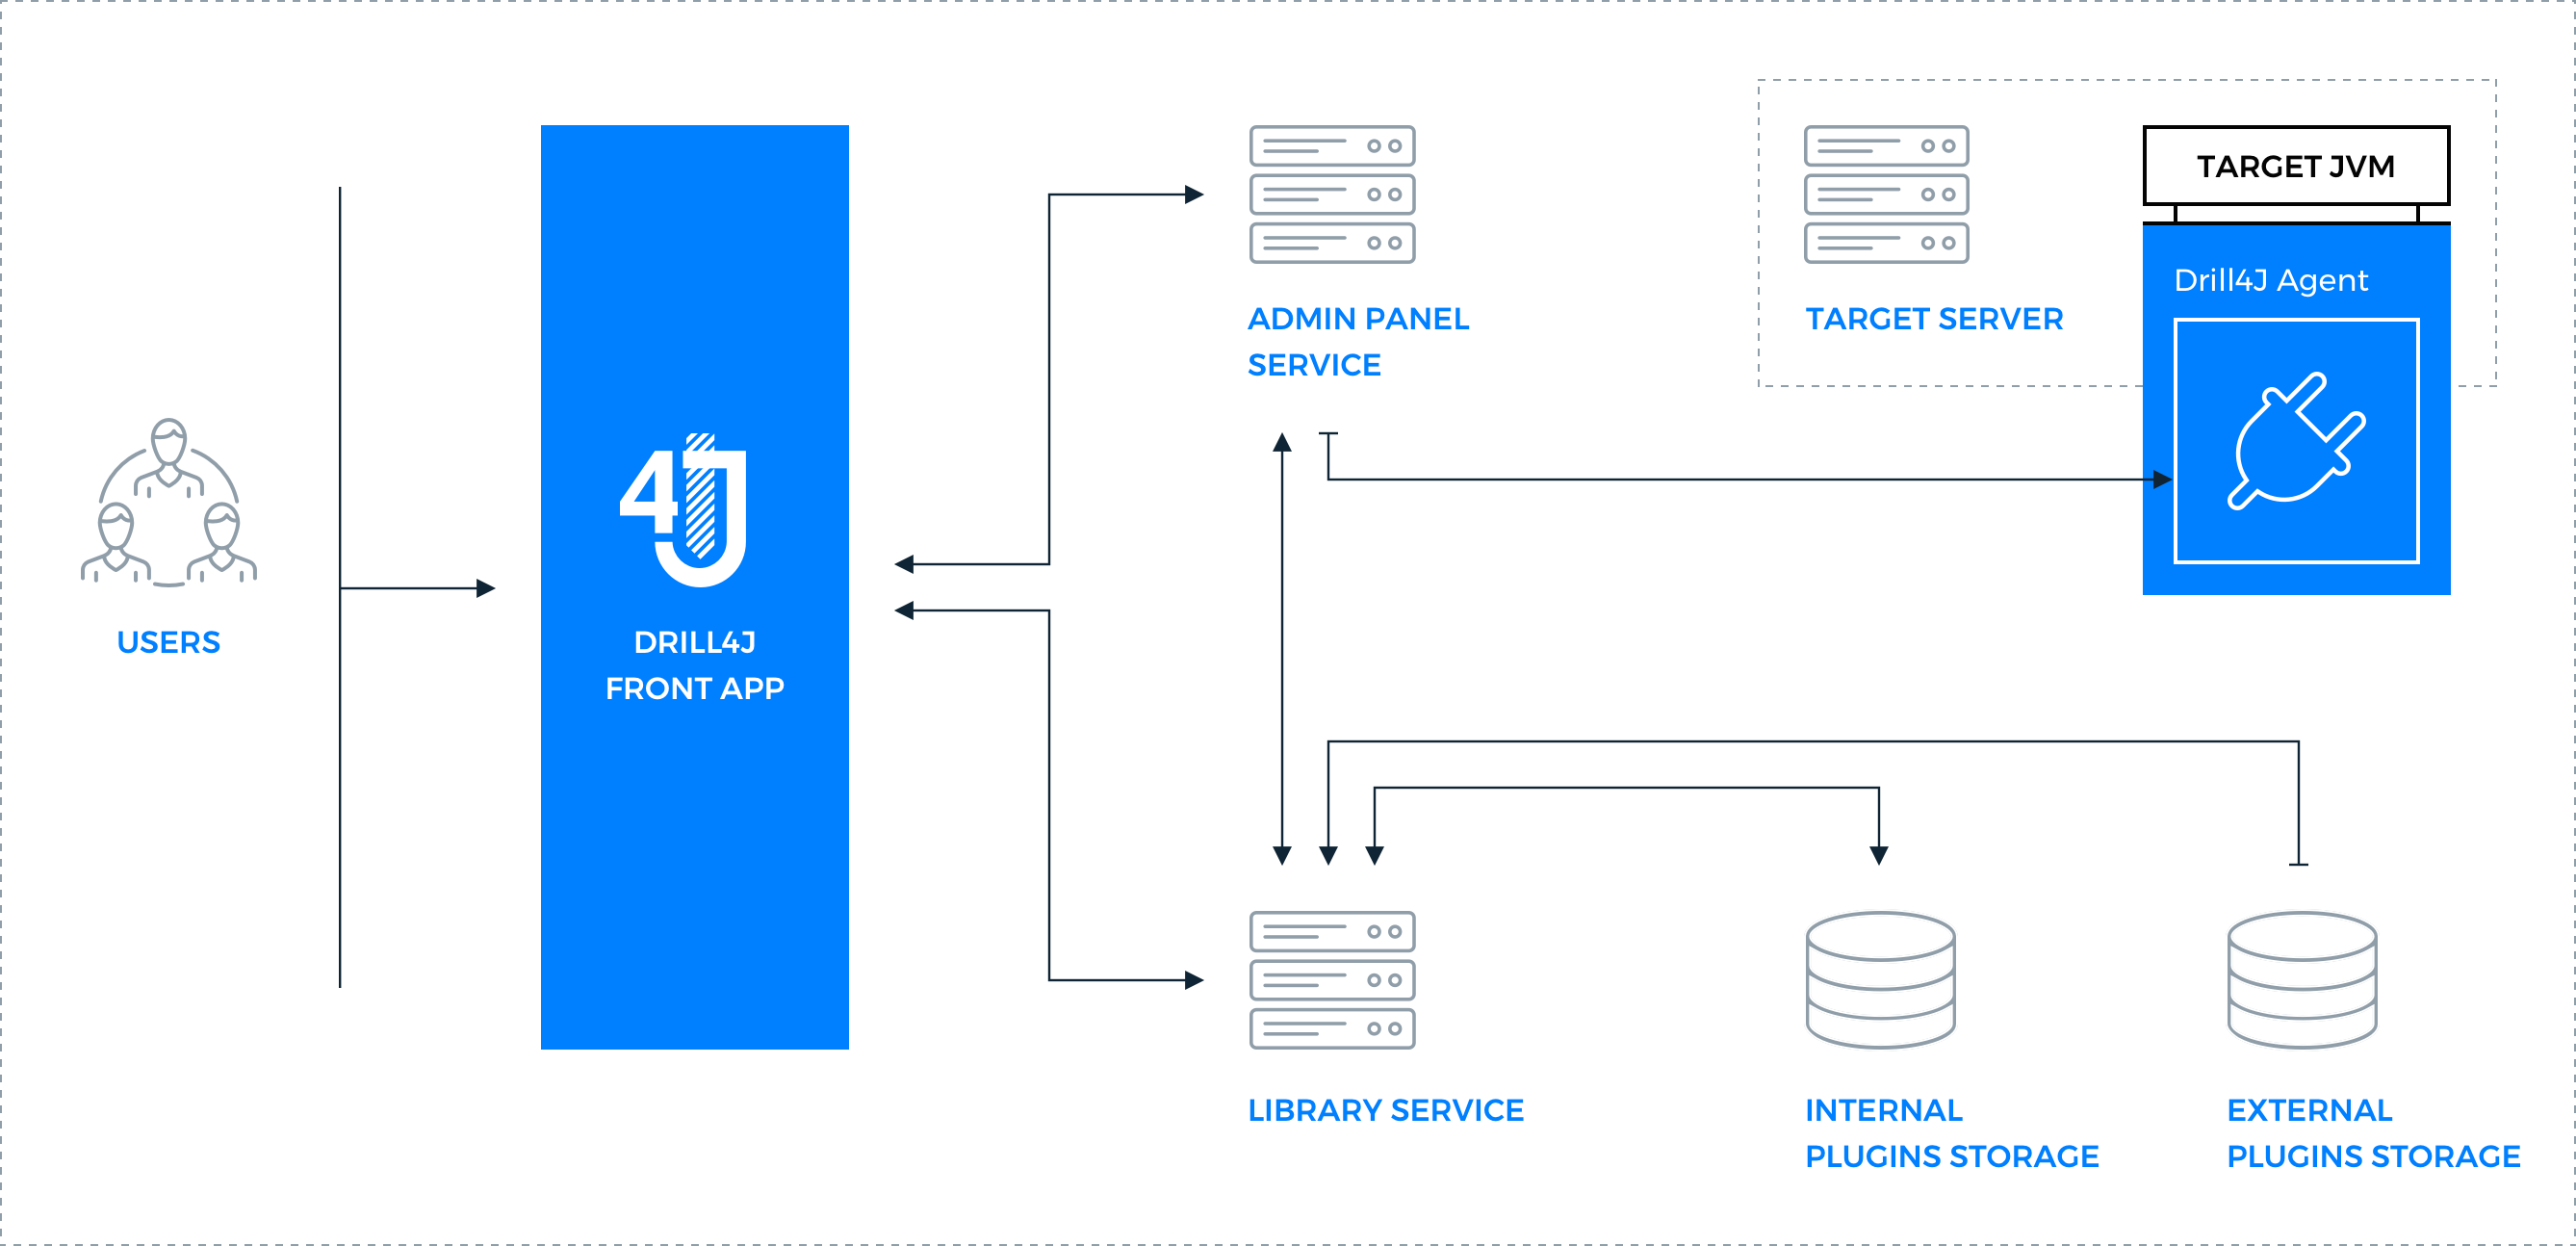 USERS
4J
DRILL4J
FRONT APP
ADMIN PANEL
SERVICE
TARGET SERVER
TARGET JVM
Drill4J Agent
LIBRARY SERVICE
INTERNAL
PLUGINS STORAGE
EXTERNAL
PLUGINS STORAGE